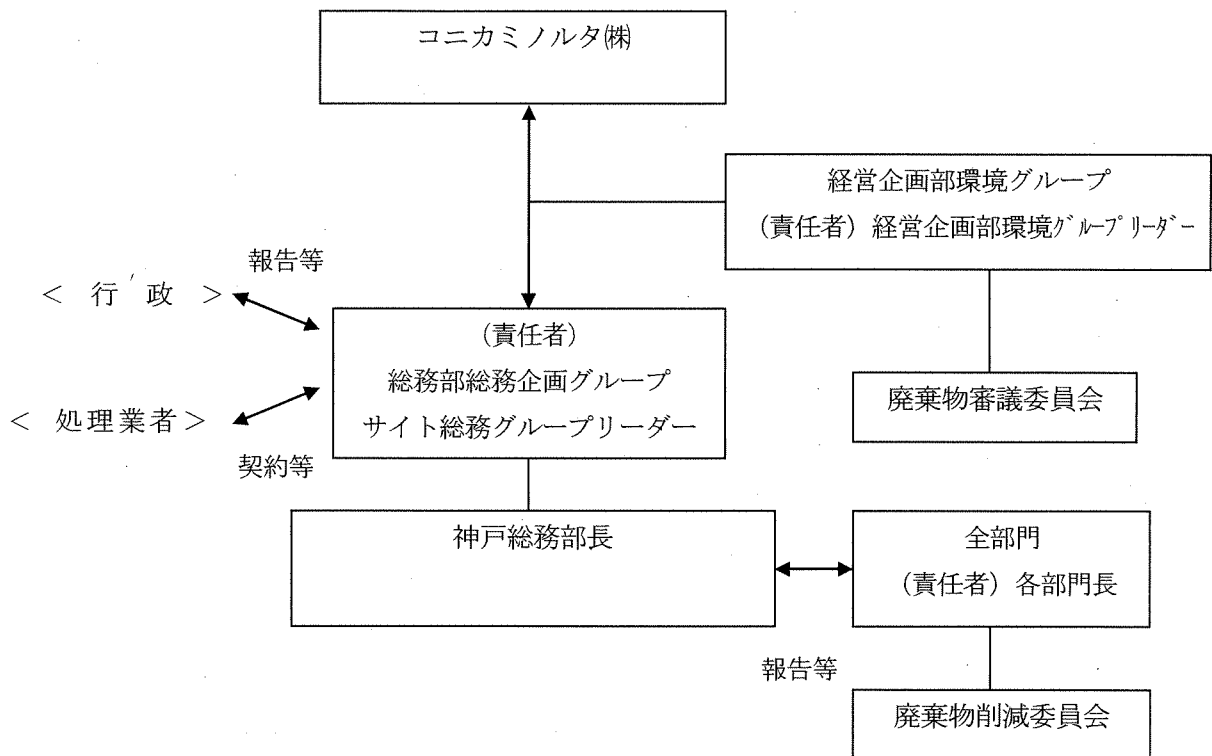 コニカミノルタ㈱
経営企画部環境グループ
(責任者) 経営企画部環境ｸﾞﾙｰﾌﾟﾘｰﾀﾞｰ
報告等
＜ 行 政 ＞
(責任者)
総務部総務企画グループ
サイト総務グループリーダー
＜ 処理業者＞
契約等
廃棄物審議委員会
神戸総務部長
全部門
(責任者) 各部門長
報告等
廃棄物削減委員会